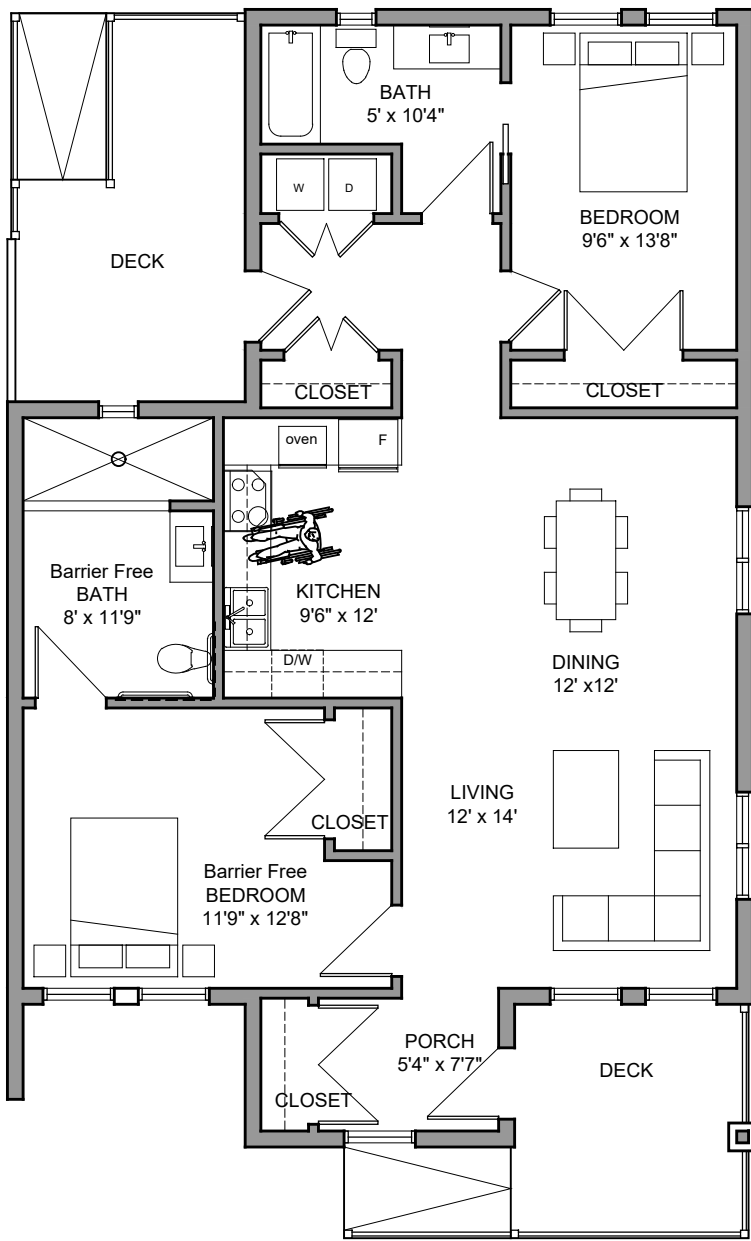 BATH
5' x 10'4"
W
D
BEDROOM
9'6" x 13'8"
DECK
CLOSET
CLOSET
oven
F
Barrier Free
BATH
8' x 11'9"
KITCHEN
9'6" x 12'
D/W
DINING
12' x12'
LIVING
12' x 14'
CLOSET
Barrier Free
BEDROOM
11'9" x 12'8"
PORCH
5'4" x 7'7"
DECK
CLOSET